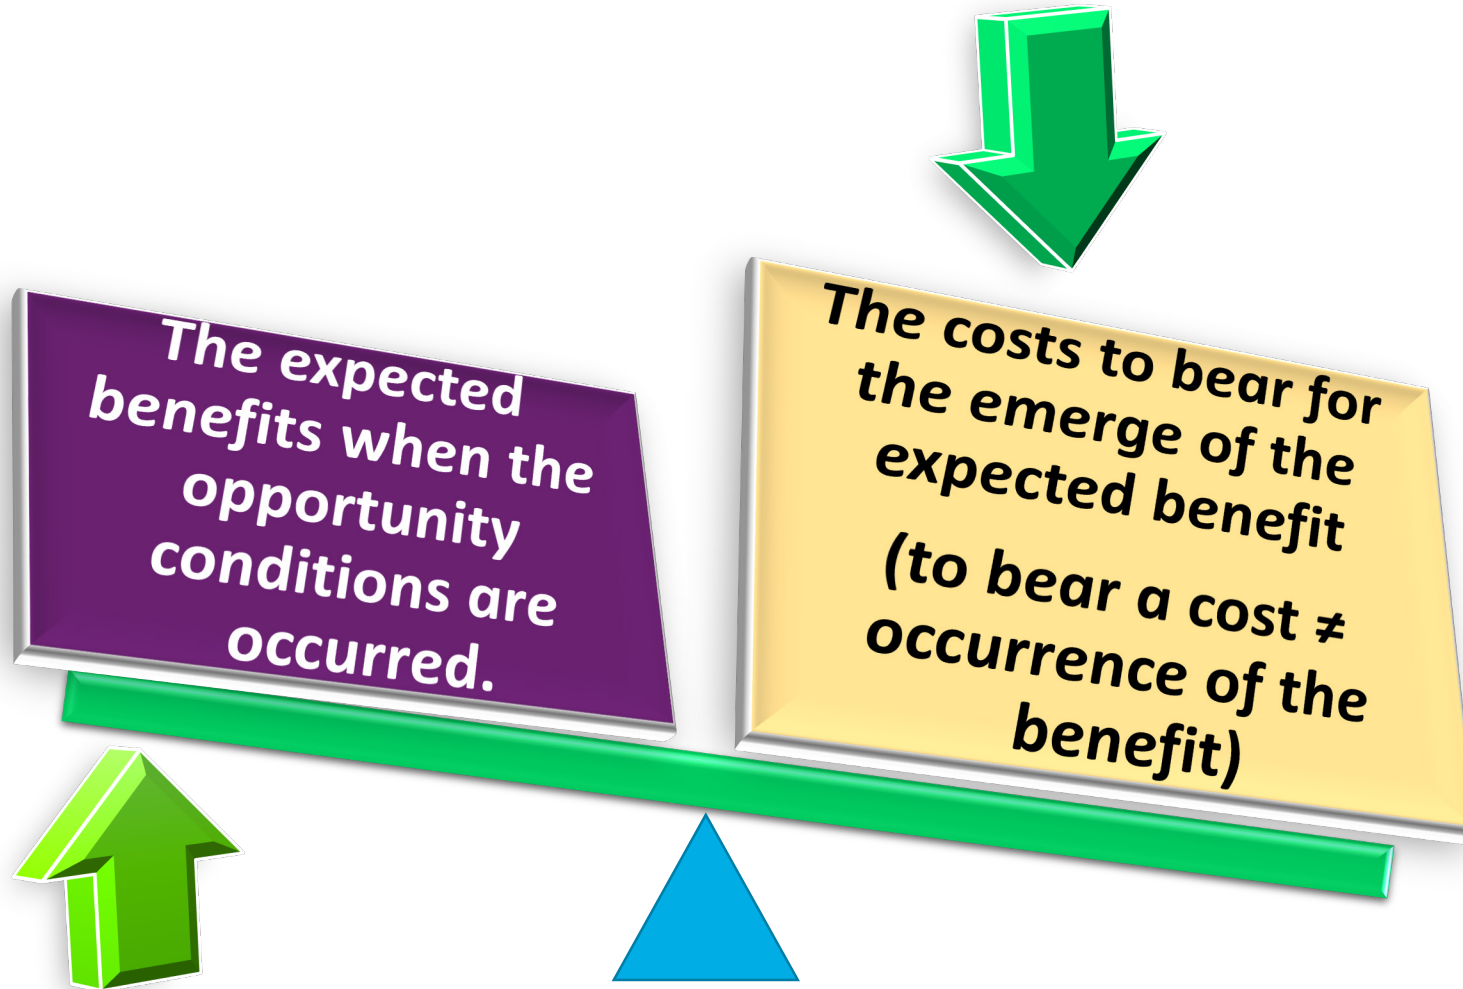 The expected
benefits when the
opportunity
conditions are
occurred.
The costs to bear for
the emerge of the
expected benefit
(to bear a cost ≠
occurrence of the
benefit)